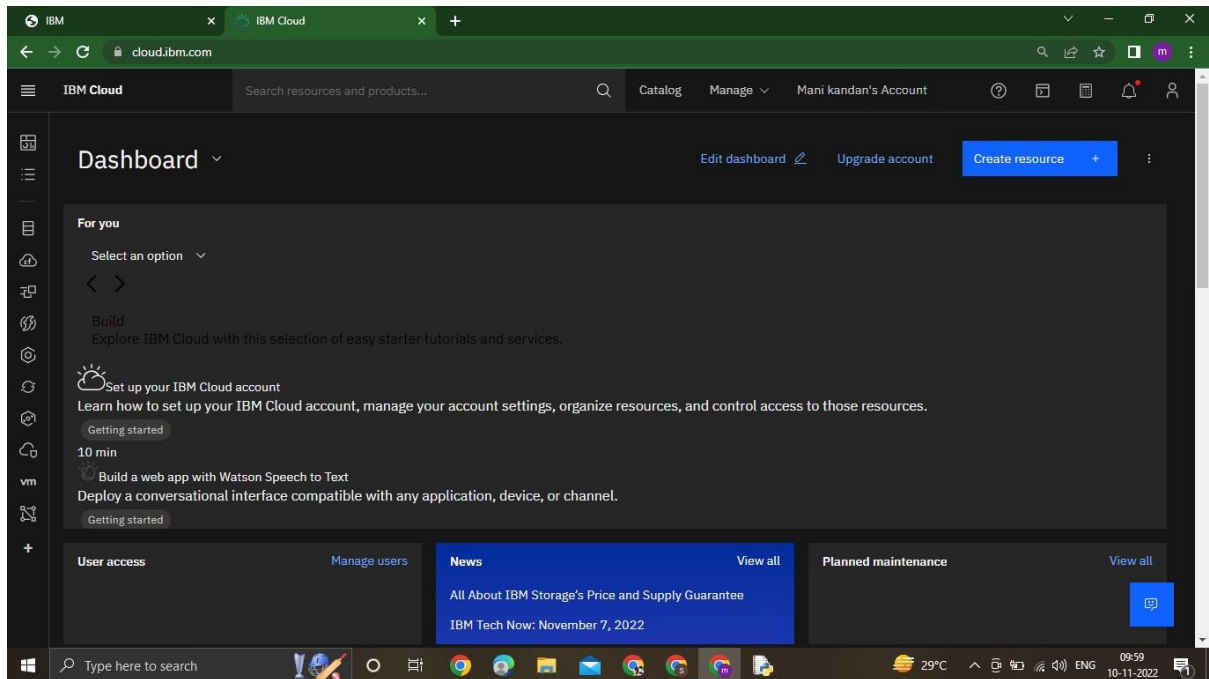 IBM
IBM Cloud
cloud.ibm.com
m
IBM Cloud
Search resources and products...
Catalog
Manage
Mani kandan's Account
Dashboard
Edit dashboard
Upgrade account
Create resource +
For you
Select an option
Build
Explore IBM Cloud with this selection of easy starter tutorials and services.
Set up your IBM Cloud account
Learn how to set up your IBM Cloud account, manage your account settings, organize resources, and control access to those resources.
Getting started
10 min
Build a web app with Watson Speech to Text
Deploy a conversational interface compatible with any application, device, or channel.
Getting started
vm
User access
Manage users
News
View all
All About IBM Storage's Price and Supply Guarantee
IBM Tech Now: November 7, 2022
Planned maintenance
View all
Type here to search
29°C
ENG
09:59
10-11-2022